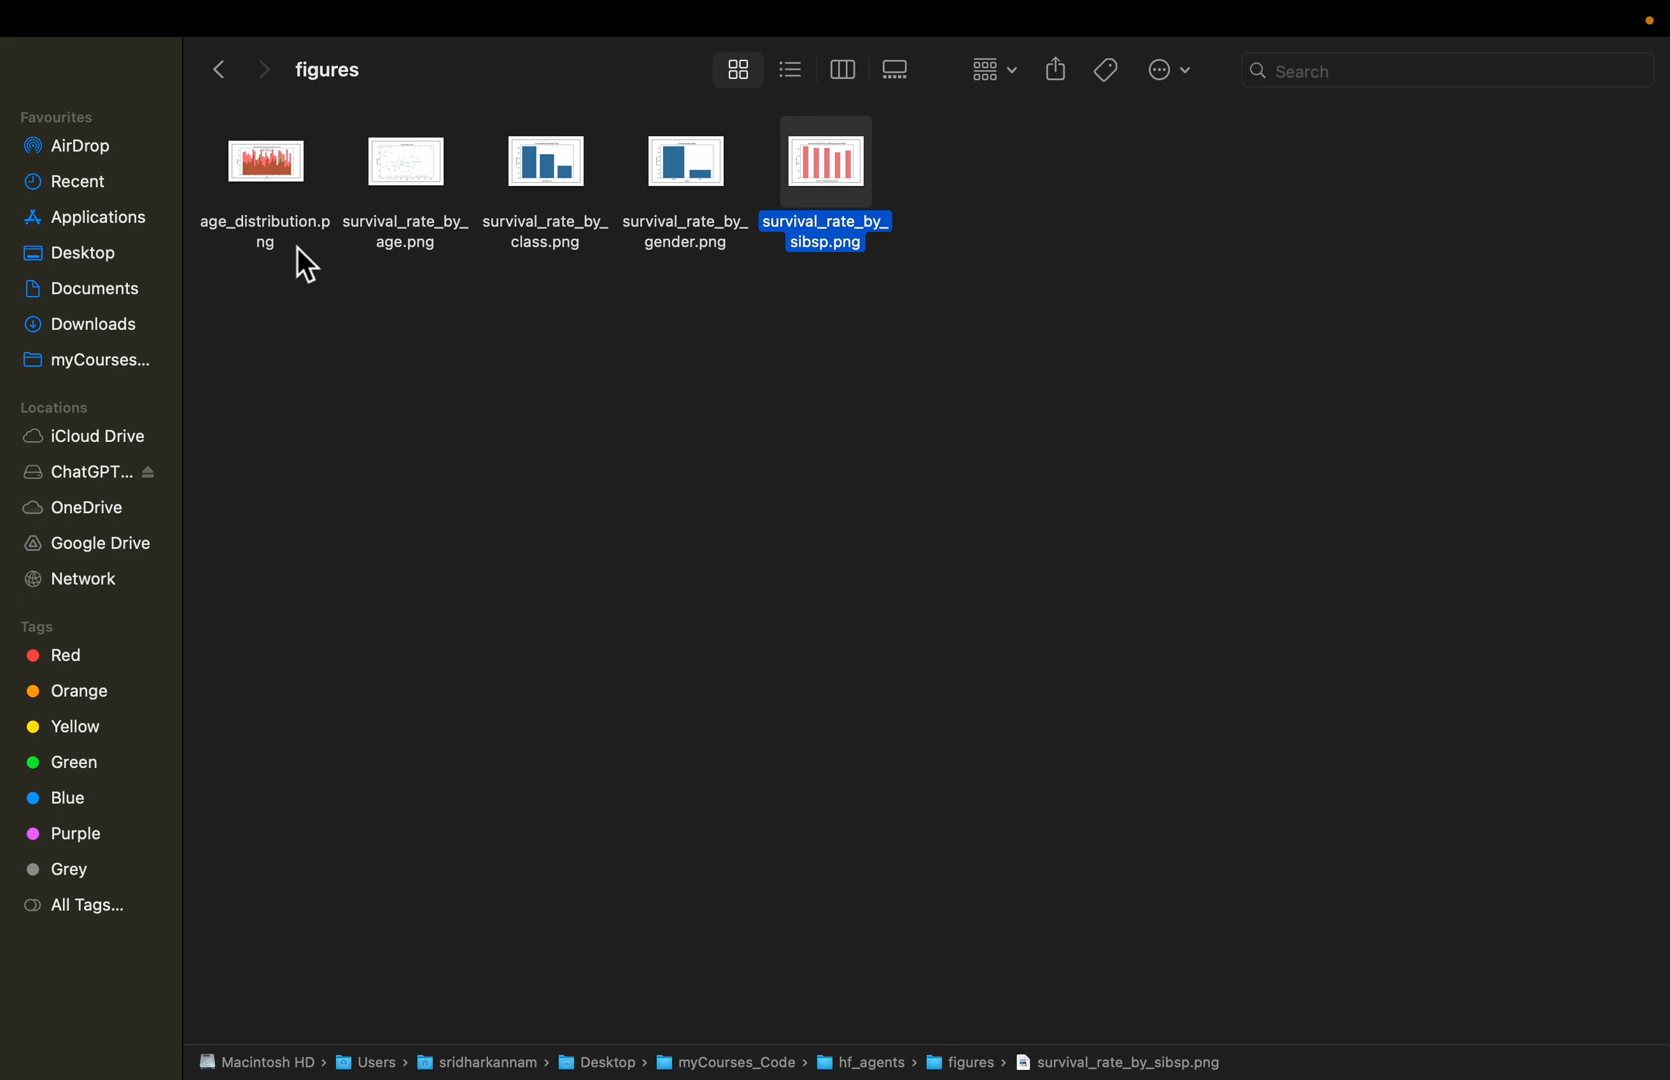 figures
Search
Favourites
AirDrop
Recent
Applications
Desktop
Documents
Downloads
myCourses...
Locations
iCloud Drive
ChatGPT...
OneDrive
Google Drive
Network
Tags
Red
Orange
Yellow
Green
Blue
Purple
Grey
All Tags...
age_distribution.p
ng
survival_rate_by_
age.png
survival_rate_by_
class.png
survival_rate_by_
gender.png
survival_rate_by_
sibsp.png
Macintosh HD › Users › sridharkannam › Desktop › myCourses_Code › hf_agents › figures › survival_rate_by_sibsp.png